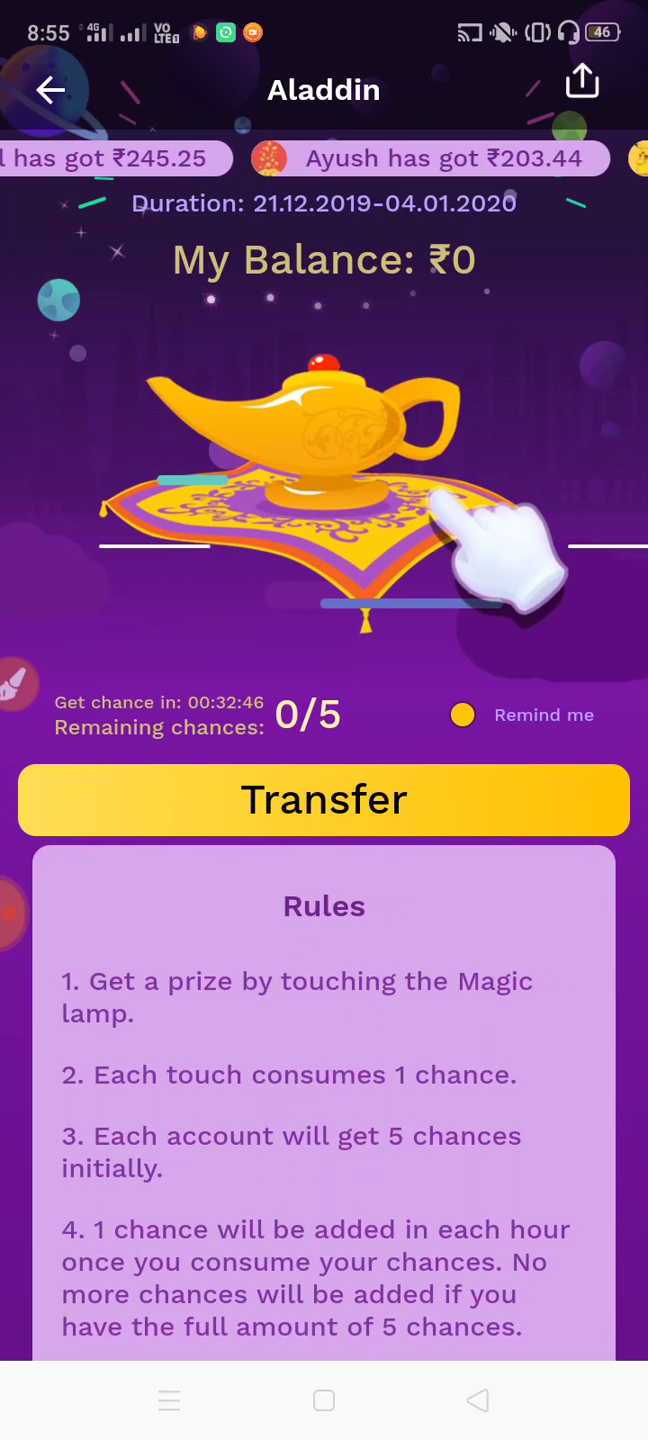 8:55 4G VO LTE 46
Aladdin
l has got ₹245.25 Ayush has got ₹203.44
Duration: 21.12.2019-04.01.2020
My Balance: ₹0
Get chance in: 00:32:46
Remaining chances: 0/5 Remind me
Transfer
Rules
1. Get a prize by touching the Magic
lamp.
2. Each touch consumes 1 chance.
3. Each account will get 5 chances
initially.
4. 1 chance will be added in each hour
once you consume your chances. No
more chances will be added if you
have the full amount of 5 chances.